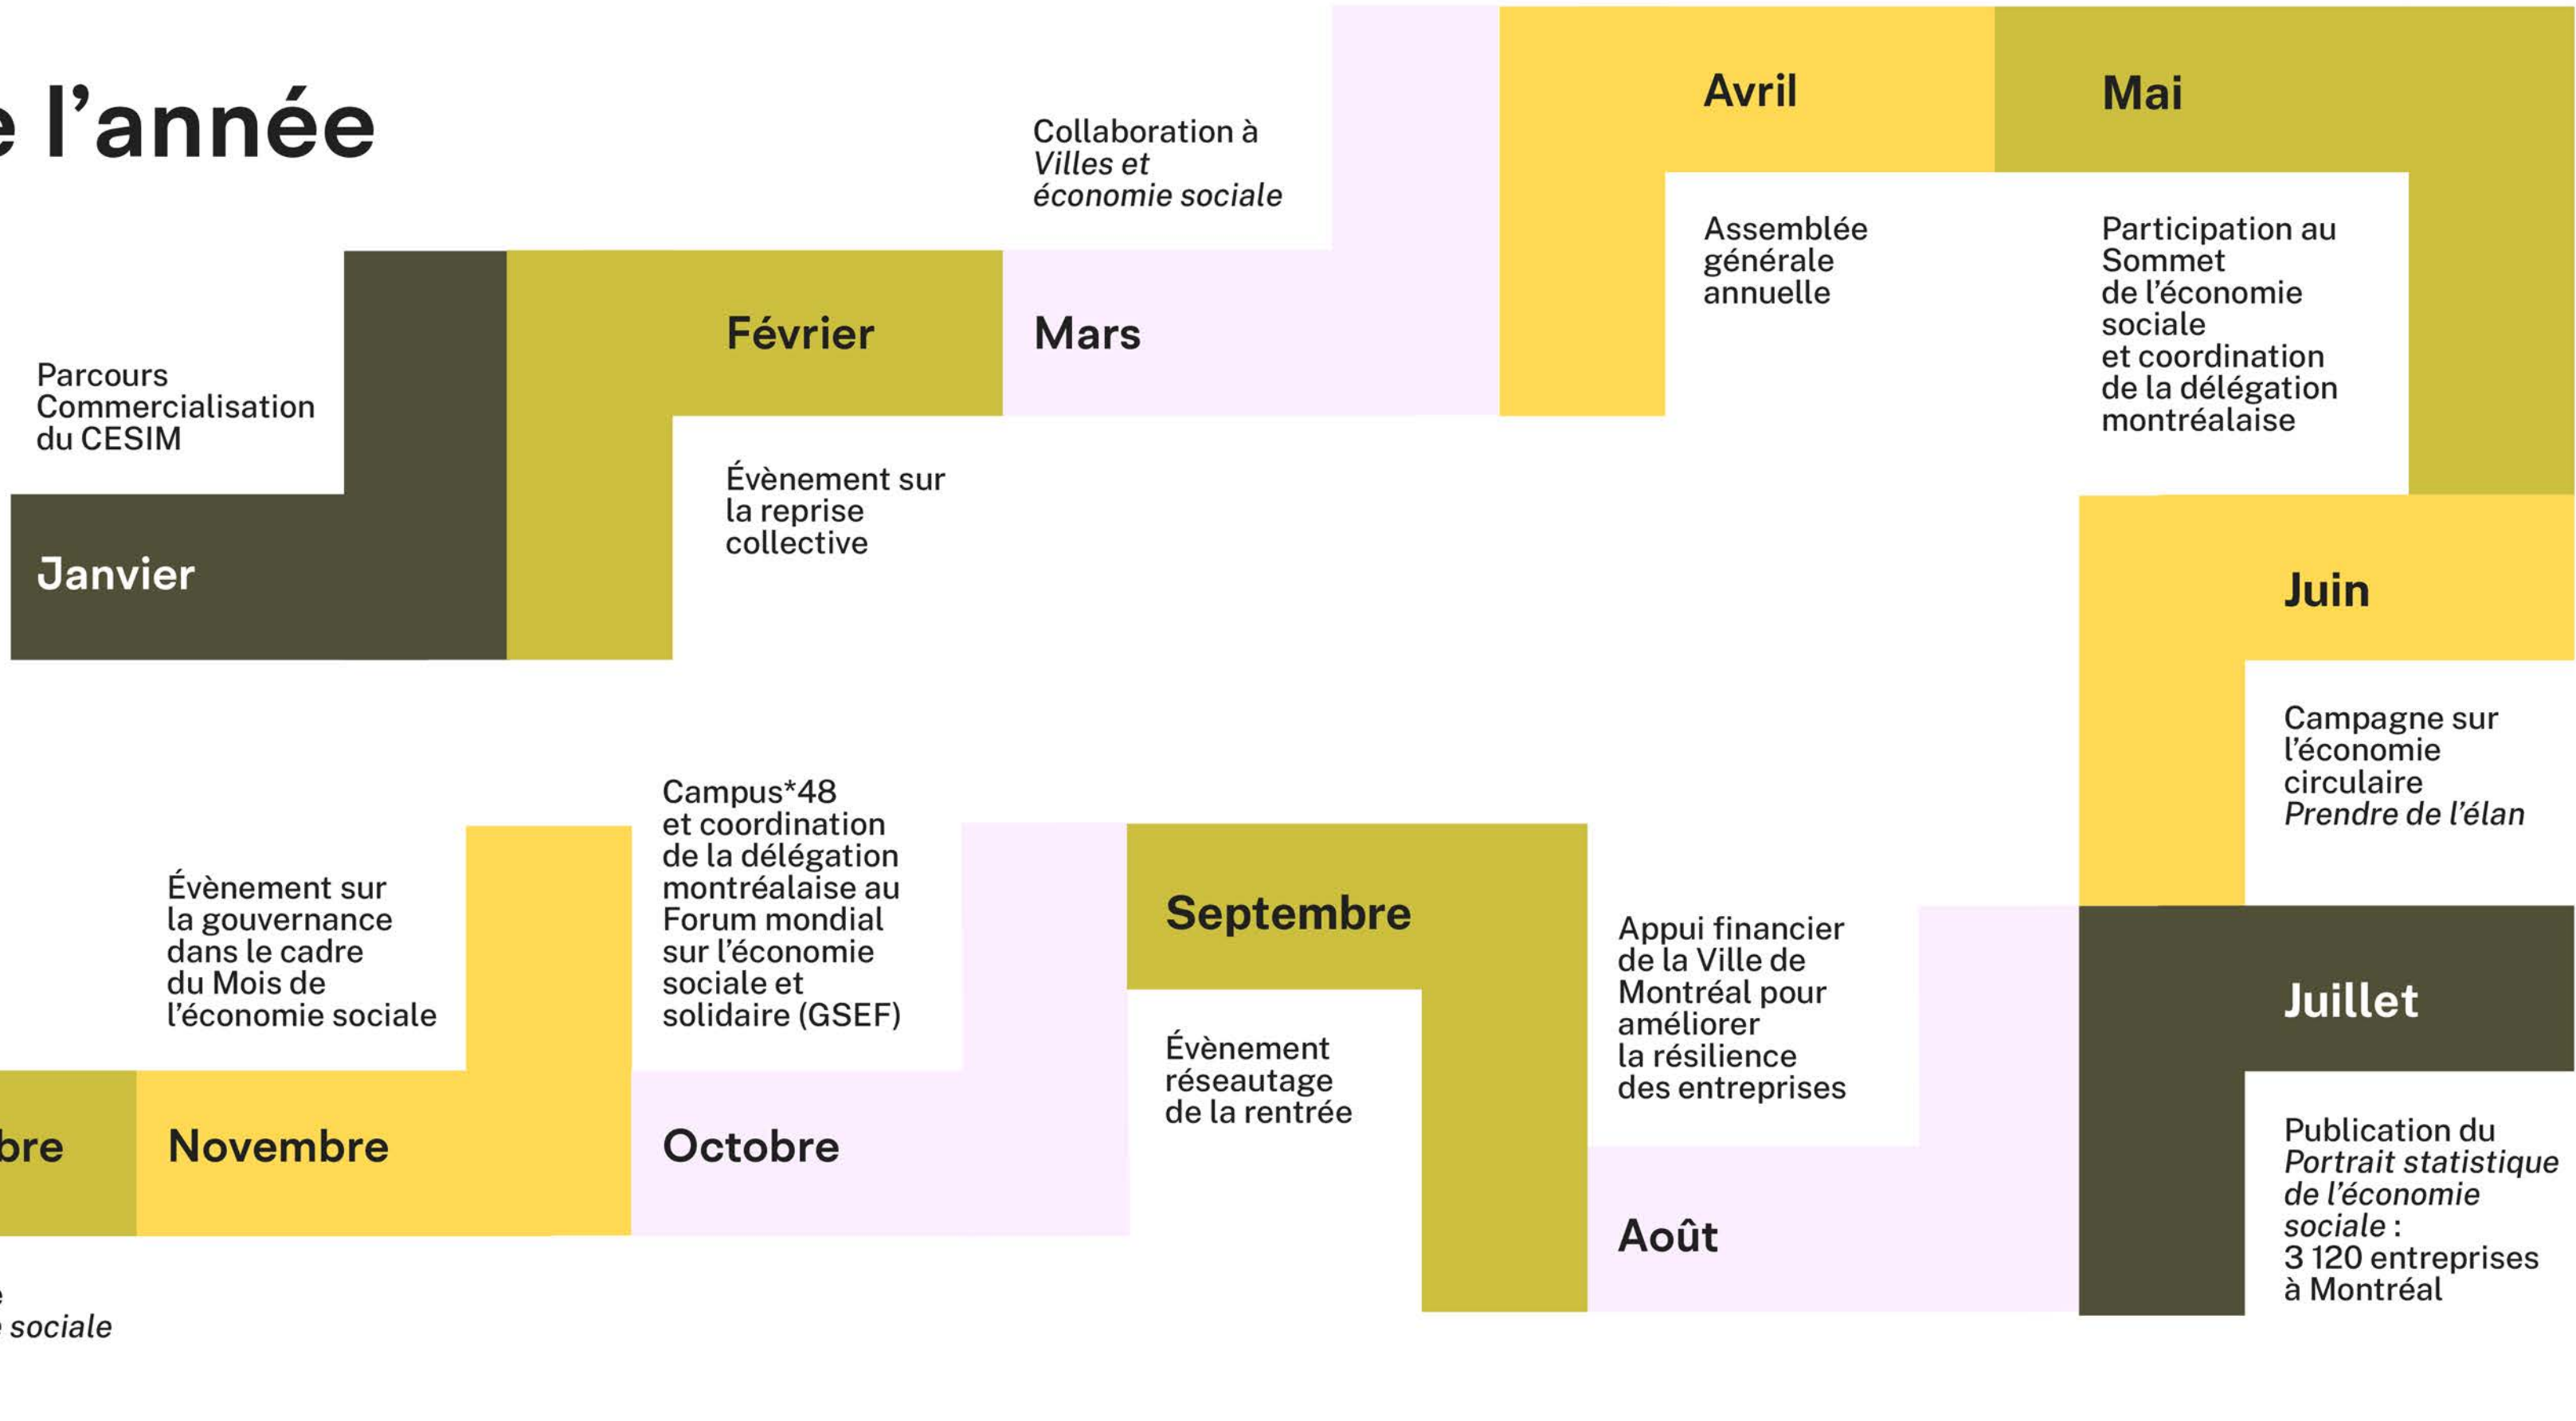 l'année
Janvier
Parcours
Commercialisation
du CESIM
Février
Évènement sur
la reprise
collective
Mars
Collaboration à
Villes et
économie sociale
Avril
Assemblée
générale
annuelle
Mai
Participation au
Sommet
de l'économie
sociale
et coordination
de la délégation
montréalaise
Juin
Campagne sur
l'économie
circulaire
Prendre de l'élan
Juillet
Publication du
Portrait statistique
de l'économie
sociale :
3 120 entreprises
à Montréal
Août
Appui financier
de la Ville de
Montréal pour
améliorer
la résilience
des entreprises
Septembre
Évènement
réseautage
de la rentrée
Octobre
Campus*48
et coordination
de la délégation
montréalaise au
Forum mondial
sur l'économie
sociale et
solidaire (GSEF)
Novembre
Évènement sur
la gouvernance
dans le cadre
du Mois de
l'économie sociale
bre
sociale